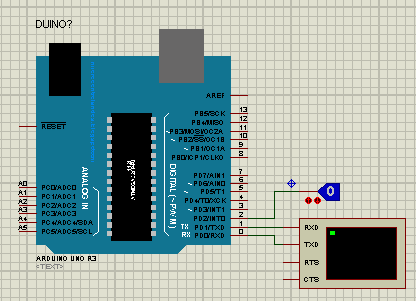 DUINO?
AREF
PB5/SCK 13
PB4/MISO 12
~PB3/MOSI/OC2A 11
~PB2/SS/OC1B 10
~PB1/OC1A 9
PB0/ICP1/CLKO 8
RESET
PD7/AIN1 7
~PD6/AIN0 6
~PD5/T1 5
PD4/T0/XCK 4
~PD3/INT1 3
PD2/INT0 2
TX PD1/TXD 1
RX PD0/RXD 0
DIGITAL (~PWM)
ANALOG IN
A0 PC0/ADC0
A1 PC1/ADC1
A2 PC2/ADC2
A3 PC3/ADC3
A4 PC4/ADC4/SDA
A5 PC5/ADC5/SCL
0
RXD
TXD
RTS
CTS
ARDUINO UNO R3
<TEXT>